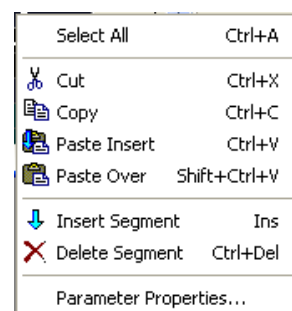 Select All Ctrl+A
Cut Ctrl+X
Copy Ctrl+C
Paste Insert Ctrl+V
Paste Over Shift+Ctrl+V
Insert Segment Ins
Delete Segment Ctrl+Del
Parameter Properties...